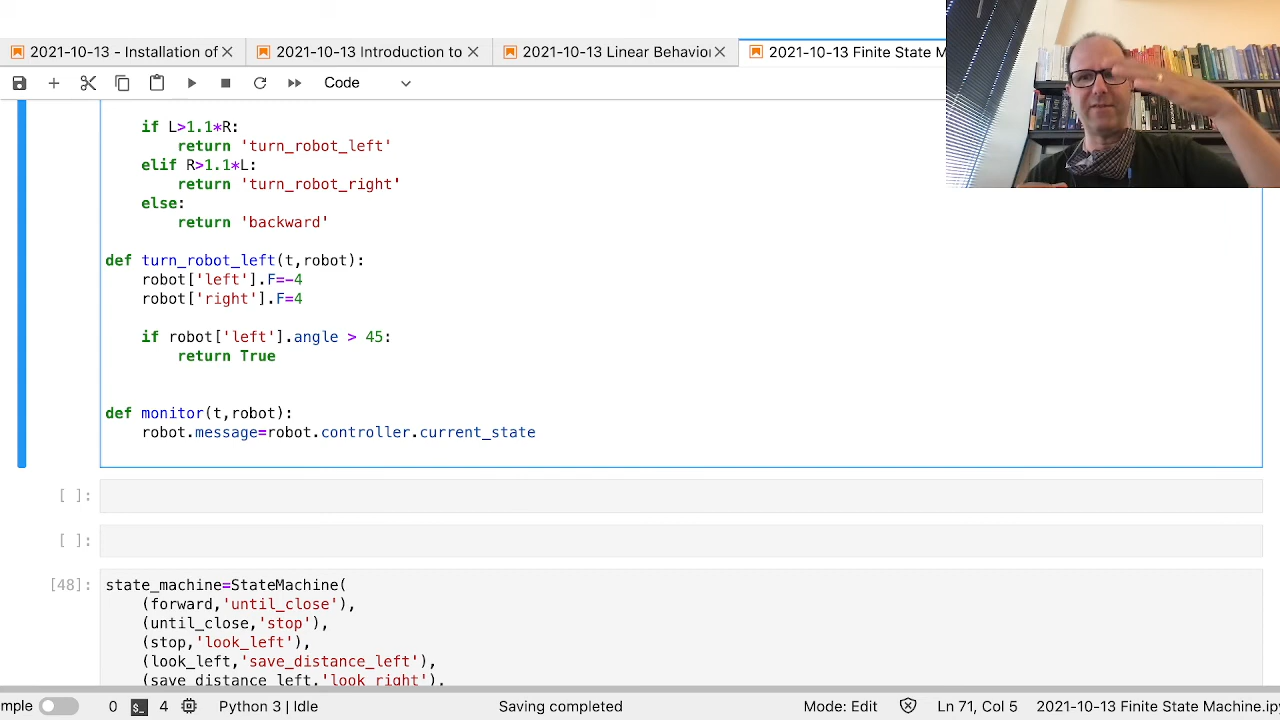 2021-10-13 - Installation of
2021-10-13 Introduction to
2021-10-13 Linear Behavior
2021-10-13 Finite State M
Code
if L>1.1*R:
return 'turn_robot_left'
elif R>1.1*L:
return 'turn_robot_right'
else:
return 'backward'
def turn_robot_left(t,robot):
robot['left'].F=-4
robot['right'].F=4
if robot['left'].angle > 45:
return True
def monitor(t,robot):
robot.message=robot.controller.current_state
[ ]:
[ ]:
[48]:
state_machine=StateMachine(
(forward,'until_close'),
(until_close,'stop'),
(stop,'look_left'),
(look_left,'save_distance_left'),
(save_distance_left,'look_right'),
mple
0
$_
4
Python 3 | Idle
Saving completed
Mode: Edit
Ln 71, Col 5
2021-10-13 Finite State Machine.ip